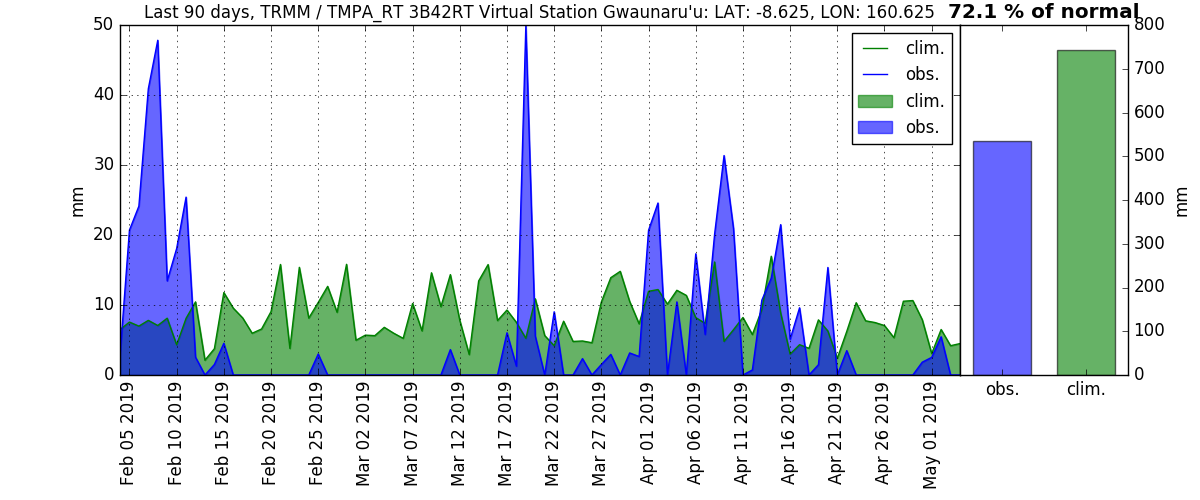 Last 90 days, TRMM / TMPA_RT 3B42RT Virtual Station Gwaunaru'u: LAT: -8.625, LON: 160.625 72.1 % of normal
50
40
30
20
10
0
mm
clim.
obs.
clim.
obs.
Feb 05 2019
Feb 10 2019
Feb 15 2019
Feb 20 2019
Feb 25 2019
Mar 02 2019
Mar 07 2019
Mar 12 2019
Mar 17 2019
Mar 22 2019
Mar 27 2019
Apr 01 2019
Apr 06 2019
Apr 11 2019
Apr 16 2019
Apr 21 2019
Apr 26 2019
May 01 2019
800
700
600
500
400
300
200
100
0
mm
obs.
clim.